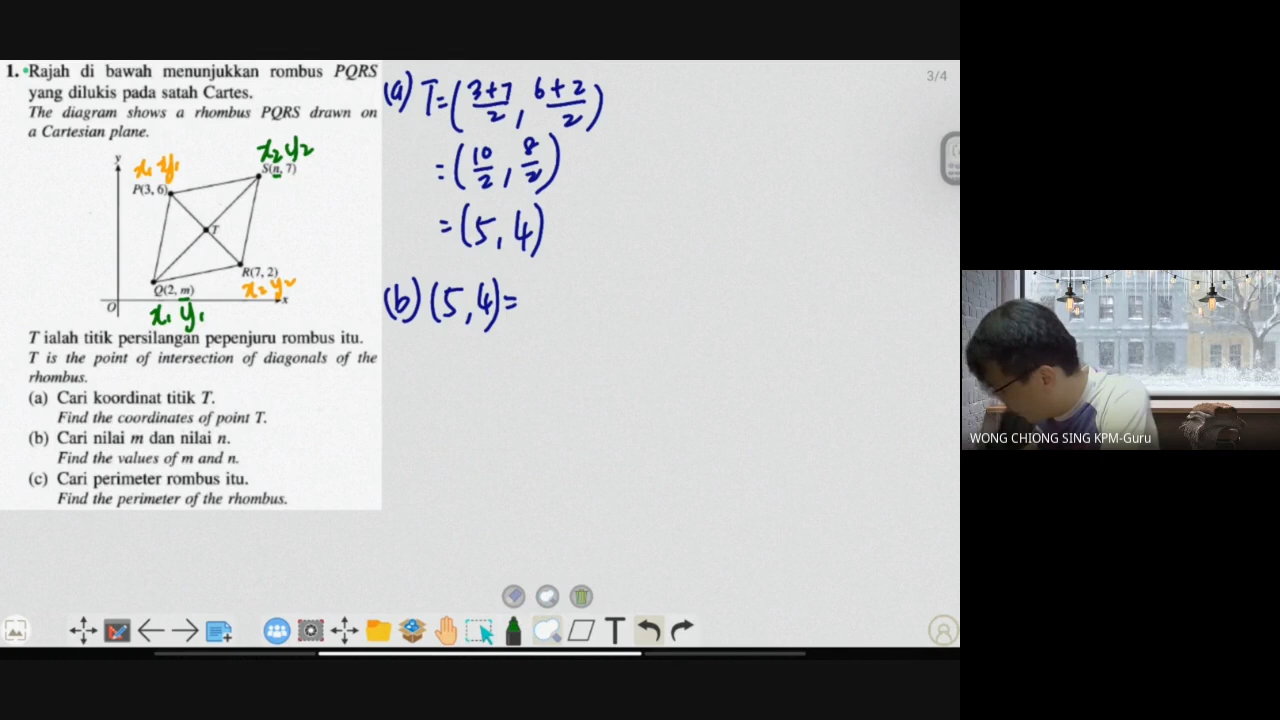 1. Rajah di bawah menunjukkan rombus PQRS
yang dilukis pada satah Cartes.
The diagram shows a rhombus PQRS drawn on
a Cartesian plane.
y
x₁ y₁
x₂ y₂
S(n, 7)
P(3, 6)
T
R(7, 2)
x₂ y₂
Q(2, m)
x
O
x₁ y₁
T ialah titik persilangan pepenjuru rombus itu.
T is the point of intersection of diagonals of the
rhombus.
(a) Cari koordinat titik T.
Find the coordinates of point T.
(b) Cari nilai m dan nilai n.
Find the values of m and n.
(c) Cari perimeter rombus itu.
Find the perimeter of the rhombus.
(a) T=(3+7/2, 6+2/2)
=(10/2, 8/2)
=(5, 4)
(b) (5, 4)=
3/4
T
WONG CHIONG SING KPM-Guru